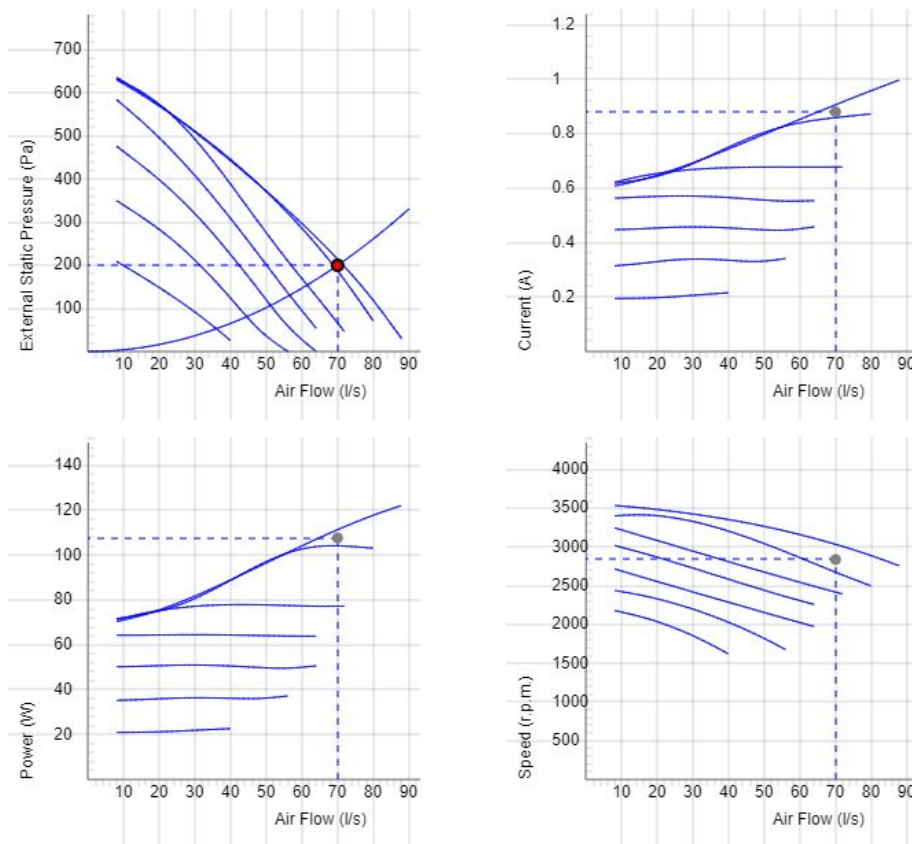 700
600
500
400
300
200
100
External Static Pressure (Pa)
10 20 30 40 50 60 70 80 90
Air Flow (l/s)
1.2
1
0.8
0.6
0.4
0.2
Current (A)
10 20 30 40 50 60 70 80 90
Air Flow (l/s)
140
120
100
80
60
40
20
Power (W)
10 20 30 40 50 60 70 80 90
Air Flow (l/s)
4000
3500
3000
2500
2000
1500
1000
500
Speed (r.p.m.)
10 20 30 40 50 60 70 80 90
Air Flow (l/s)